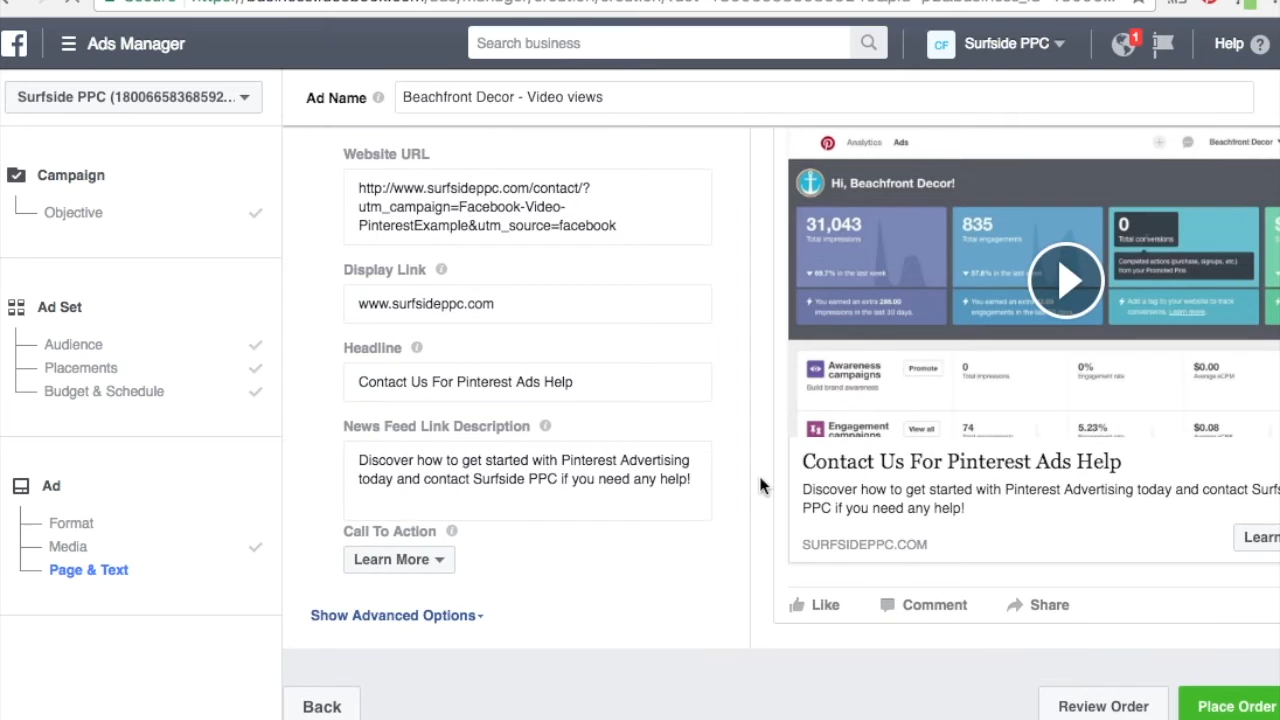 Ads Manager
Search business
CF
Surfside PPC
1
Help ?
Surfside PPC (18006658368592...
Ad Name
Beachfront Decor - Video views
Campaign
Objective
Ad Set
Audience
Placements
Budget & Schedule
Ad
Format
Media
Page & Text
Website URL
http://www.surfsideppc.com/contact/?
utm_campaign=Facebook-Video-
PinterestExample&utm_source=facebook
Display Link
www.surfsideppc.com
Headline
Contact Us For Pinterest Ads Help
News Feed Link Description
Discover how to get started with Pinterest Advertising
today and contact Surfside PPC if you need any help!
Call To Action
Learn More
Show Advanced Options
Back
Analytics Ads
Beachfront Decor
Hi, Beachfront Decor!
31,043
Total impressions
69.7% in the last week
You earned an extra 286.00
impressions in the last 30 days.
835
Total engagements
57.8% in the last
You earned an extra
engagements in the last 30 days.
0
Total conversions
Completed actions (purchase, signups, etc.)
from your Promoted Pins
Add a tag to your website to track
conversions. Learn more.
Awareness
campaigns
Build brand awareness
Promote
0
Total impressions
0%
Engagement rate
$0.00
Average eCPM
Engagement
campaigns
View all
74
5.23%
$0.08
Contact Us For Pinterest Ads Help
Discover how to get started with Pinterest Advertising today and contact Surfs
PPC if you need any help!
SURFSIDEPPC.COM
Learn
Like
Comment
Share
Review Order
Place Order